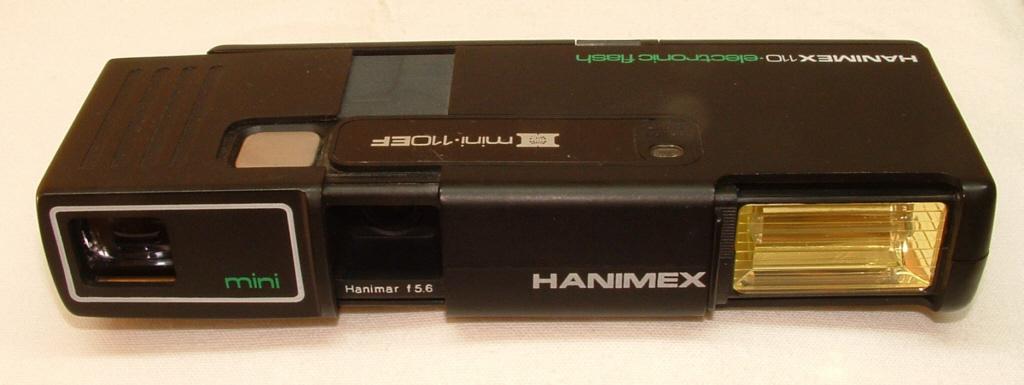 HANIMEX 110·electronic flash
mini·110EF
mini
Hanimar f 5.6
HANIMEX